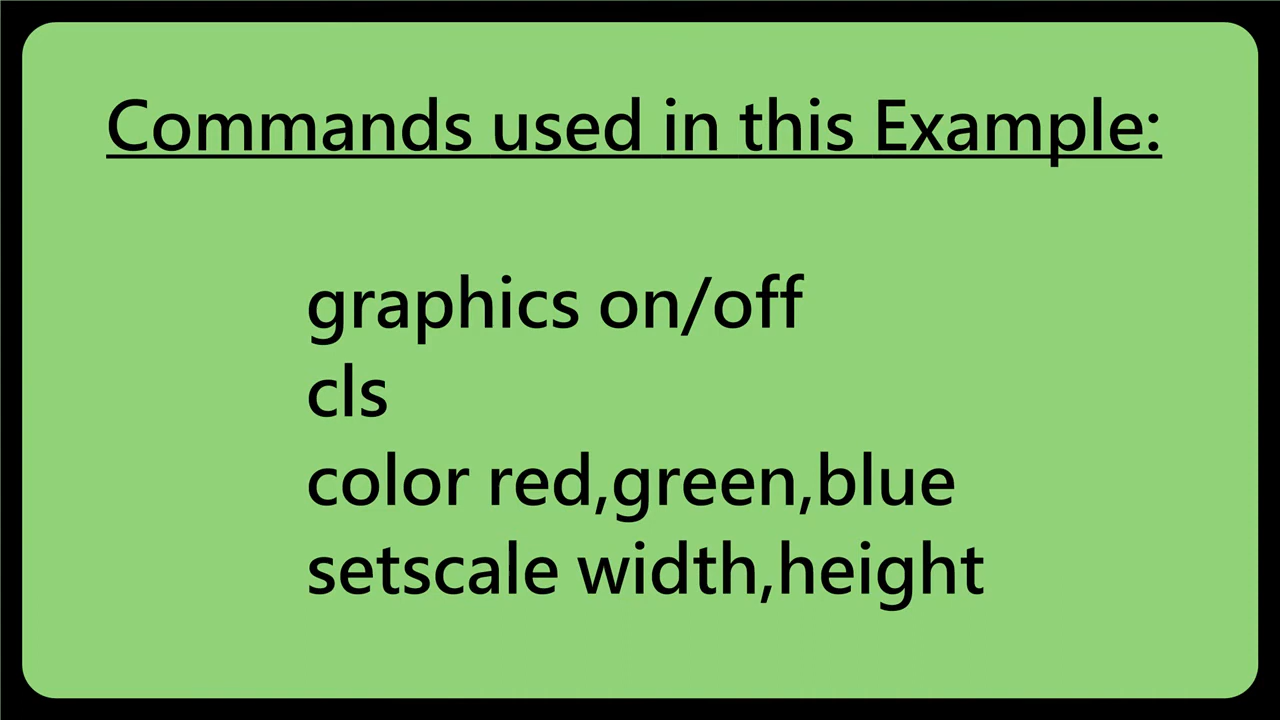 Commands used in this Example:
graphics on/off
cls
color red,green,blue
setscale width,height